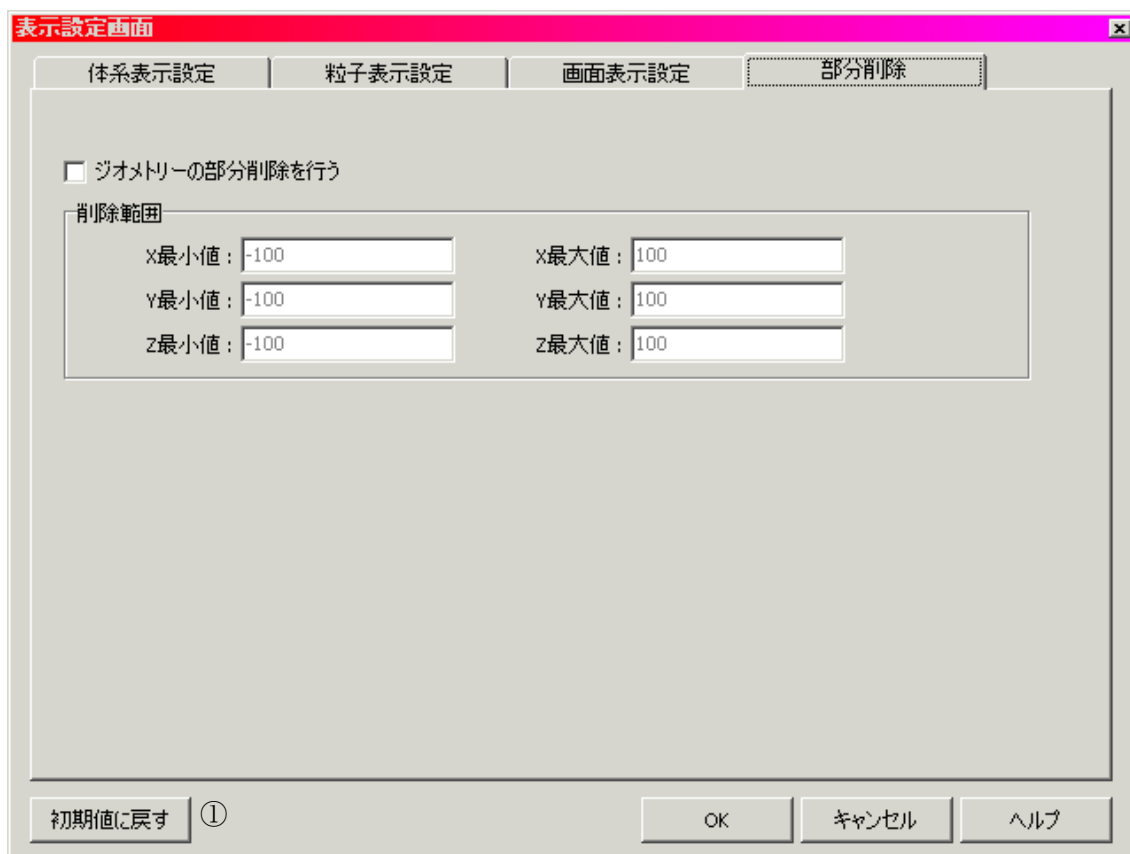 表示設定画面
体系表示設定 粒子表示設定 画面表示設定 部分削除
ジオメトリーの部分削除を行う
削除範囲
X最小値： -100 X最大値： 100
Y最小値： -100 Y最大値： 100
Z最小値： -100 Z最大値： 100
初期値に戻す ① OK キャンセル ヘルプ